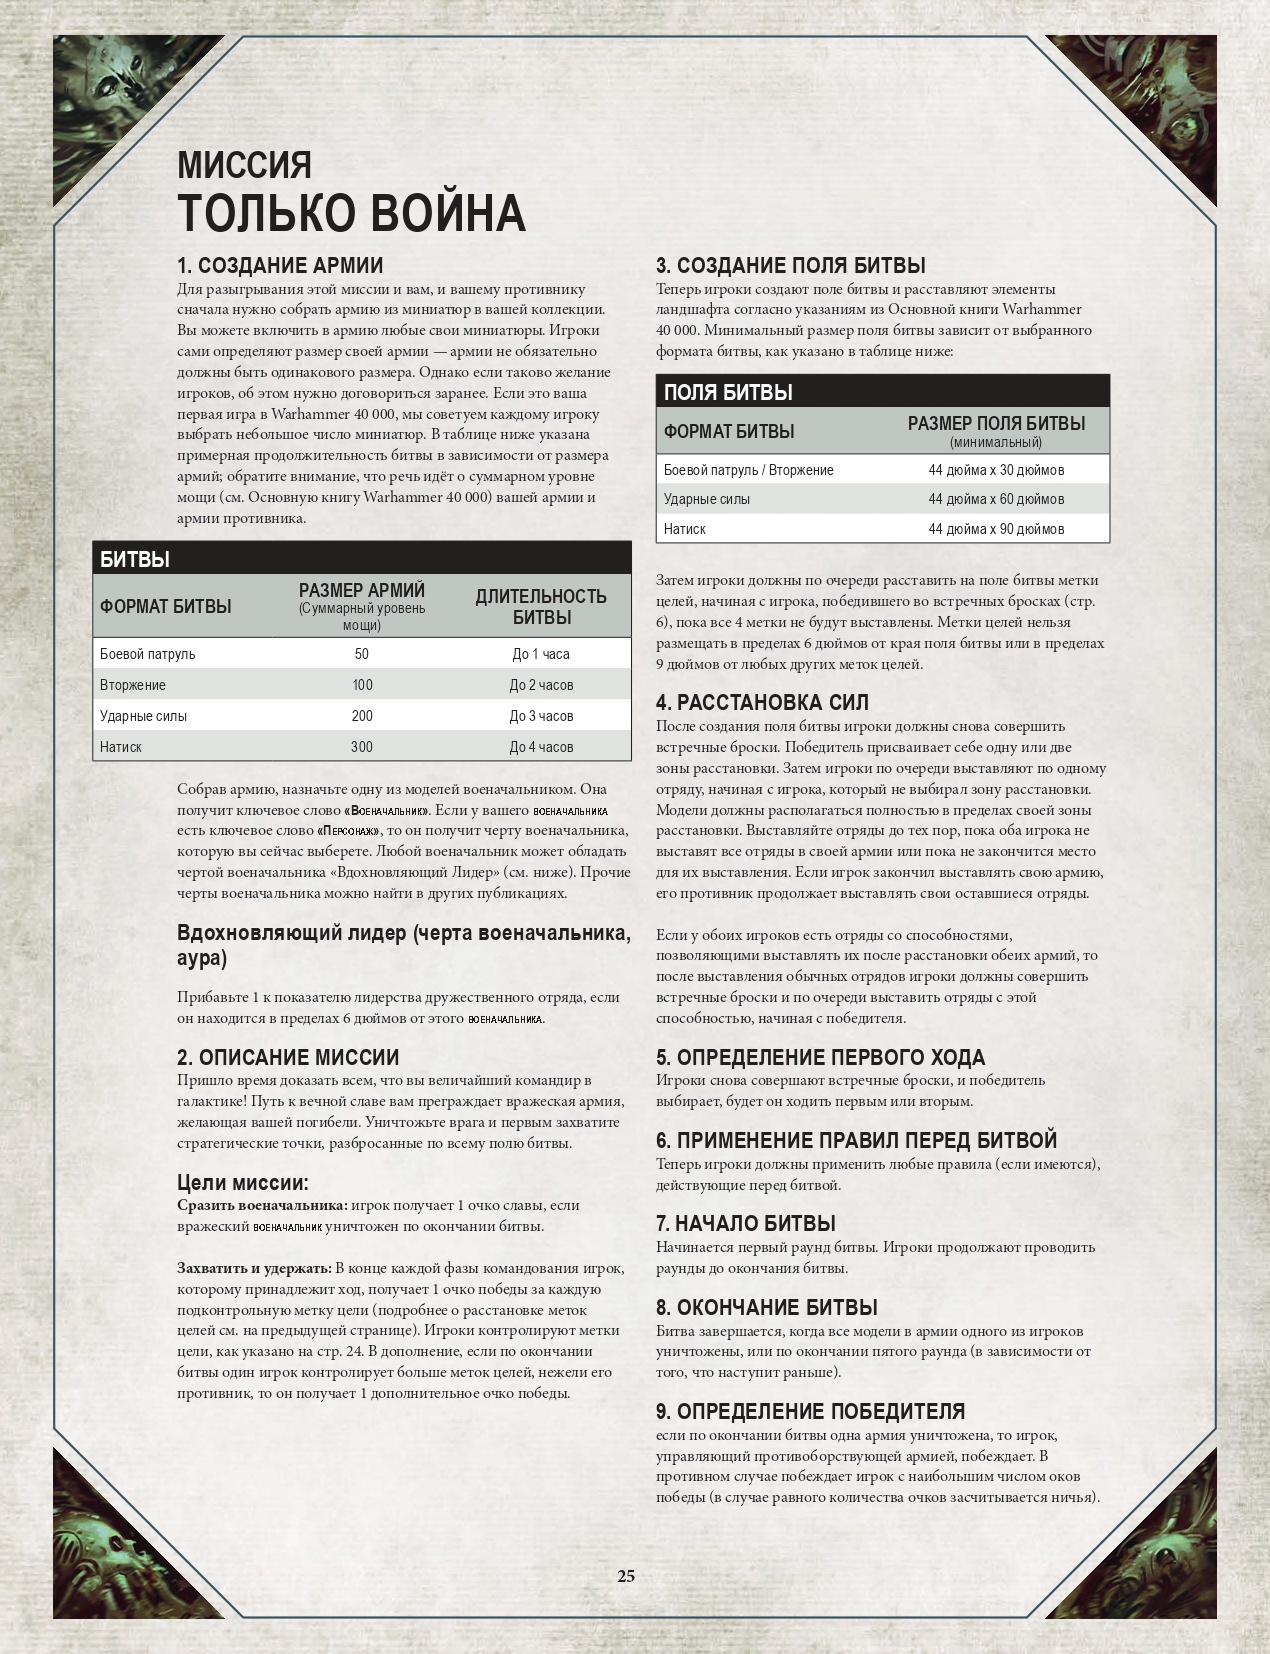 МИССИЯ
ТОЛЬКО ВОЙНА
1. СОЗДАНИЕ АРМИИ
Для разыгрывания этой миссии и вам, и вашему противнику
сначала нужно собрать армию из миниатюр в вашей коллекции.
Вы можете включить в армию любые свои миниатюры. Игроки
сами определяют размер своей армии — армии не обязательно
должны быть одинакового размера. Однако если таково желание
игроков, об этом нужно договориться заранее. Если это ваша
первая игра в Warhammer 40 000, мы советуем каждому игроку
выбрать небольшое число миниатюр. В таблице ниже указана
примерная продолжительность битвы в зависимости от размера
армий; обратите внимание, что речь идёт о суммарном уровне
мощи (см. Основную книгу Warhammer 40 000) вашей армии и
армии противника.
БИТВЫ
ФОРМАТ БИТВЫ РАЗМЕР АРМИЙ ДЛИТЕЛЬНОСТЬ
(Суммарный уровень БИТВЫ
мощи)
Боевой патруль 50 До 1 часа
Вторжение 100 До 2 часов
Ударные силы 200 До 3 часов
Натиск 300 До 4 часов
Собрав армию, назначьте одну из моделей военачальником. Она
получит ключевое слово «Военачальник». Если у вашего военачальника
есть ключевое слово «Персонаж», то он получит черту военачальника,
которую вы сейчас выберете. Любой военачальник может обладать
чертой военачальника «Вдохновляющий Лидер» (см. ниже). Прочие
черты военачальника можно найти в других публикациях.
Вдохновляющий лидер (черта военачальника,
аура)
Прибавьте 1 к показателю лидерства дружественного отряда, если
он находится в пределах 6 дюймов от этого военачальника.
2. ОПИСАНИЕ МИССИИ
Пришло время доказать всем, что вы величайший командир в
галактике! Путь к вечной славе вам преграждает вражеская армия,
желающая вашей погибели. Уничтожьте врага и первым захватите
стратегические точки, разбросанные по всему полю битвы.
Цели миссии:
Сразить военачальника: игрок получает 1 очко славы, если
вражеский военачальник уничтожен по окончании битвы.
Захватить и удержать: В конце каждой фазы командования игрок,
которому принадлежит ход, получает 1 очко победы за каждую
подконтрольную метку цели (подробнее о расстановке меток
целей см. на предыдущей странице). Игроки контролируют метки
цели, как указано на стр. 24. В дополнение, если по окончании
битвы один игрок контролирует больше меток целей, нежели его
противник, то он получает 1 дополнительное очко победы.
3. СОЗДАНИЕ ПОЛЯ БИТВЫ
Теперь игроки создают поле битвы и расставляют элементы
ландшафта согласно указаниям из Основной книги Warhammer
40 000. Минимальный размер поля битвы зависит от выбранного
формата битвы, как указано в таблице ниже:
ПОЛЯ БИТВЫ
ФОРМАТ БИТВЫ РАЗМЕР ПОЛЯ БИТВЫ
(минимальный)
Боевой патруль / Вторжение 44 дюйма x 30 дюймов
Ударные силы 44 дюйма x 60 дюймов
Натиск 44 дюйма x 90 дюймов
Затем игроки должны по очереди расставить на поле битвы метки
целей, начиная с игрока, победившего во встречных бросках (стр.
6), пока все 4 метки не будут выставлены. Метки целей нельзя
размещать в пределах 6 дюймов от края поля битвы или в пределах
9 дюймов от любых других меток целей.
4. РАССТАНОВКА СИЛ
После создания поля битвы игроки должны снова совершить
встречные броски. Победитель присваивает себе одну или две
зоны расстановки. Затем игроки по очереди выставляют по одному
отряду, начиная с игрока, который не выбирал зону расстановки.
Модели должны располагаться полностью в пределах своей зоны
расстановки. Выставляйте отряды до тех пор, пока оба игрока не
выставят все отряды в своей армии или пока не закончится место
для их выставления. Если игрок закончил выставлять свою армию,
его противник продолжает выставлять свои оставшиеся отряды.
Если у обоих игроков есть отряды со способностями,
позволяющими выставлять их после расстановки обеих армий, то
после выставления обычных отрядов игроки должны совершить
встречные броски и по очереди выставить отряды с этой
способностью, начиная с победителя.
5. ОПРЕДЕЛЕНИЕ ПЕРВОГО ХОДА
Игроки снова совершают встречные броски, и победитель
выбирает, будет он ходить первым или вторым.
6. ПРИМЕНЕНИЕ ПРАВИЛ ПЕРЕД БИТВОЙ
Теперь игроки должны применить любые правила (если имеются),
действующие перед битвой.
7. НАЧАЛО БИТВЫ
Начинается первый раунд битвы. Игроки продолжают проводить
раунды до окончания битвы.
8. ОКОНЧАНИЕ БИТВЫ
Битва завершается, когда все модели в армии одного из игроков
уничтожены, или по окончании пятого раунда (в зависимости от
того, что наступит раньше).
9. ОПРЕДЕЛЕНИЕ ПОБЕДИТЕЛЯ
если по окончании битвы одна армия уничтожена, то игрок,
управляющий противоборствующей армией, побеждает. В
противном случае побеждает игрок с наибольшим числом оков
победы (в случае равного количества очков засчитывается ничья).
25